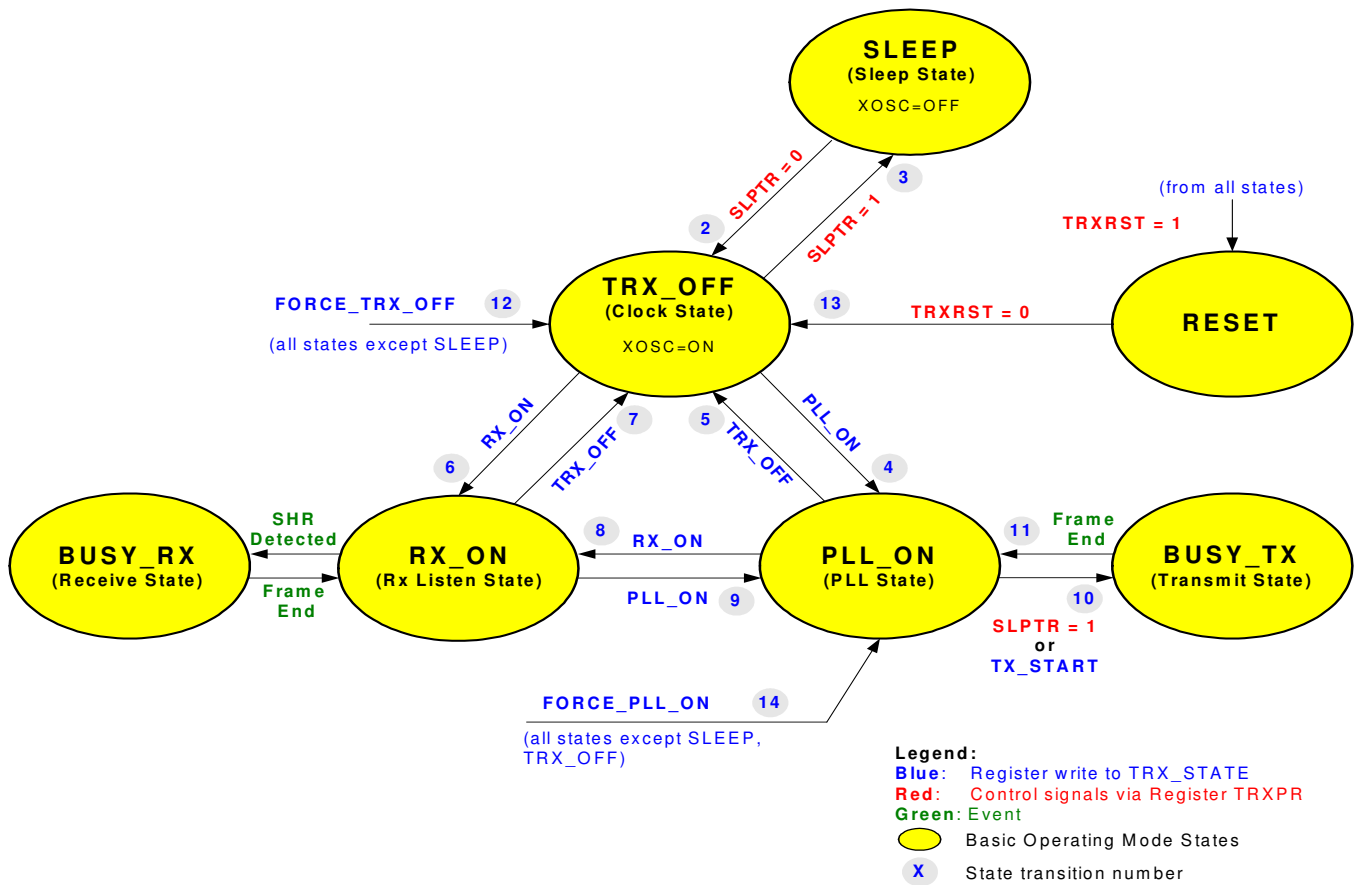 SLEEP
(Sleep State)
XOSC=OFF
SLPTR = 0
3
SLPTR = 1
2
(from all states)
TRXRST = 1
TRX_OFF
(Clock State)
XOSC=ON
FORCE_TRX_OFF 12
(all states except SLEEP)
13
TRXRST = 0
RESET
RX_ON
7
TRX_OFF
6
5
TRX_OFF
PLL_ON
4
SHR
Detected
BUSY_RX
(Receive State)
Frame
End
RX_ON
(Rx Listen State)
8
RX_ON
PLL_ON 9
PLL_ON
(PLL State)
11 Frame
End
10
SLPTR = 1
or
TX_START
BUSY_TX
(Transmit State)
FORCE_PLL_ON 14
(all states except SLEEP,
TRX_OFF)
Legend:
Blue: Register write to TRX_STATE
Red: Control signals via Register TRXPR
Green: Event
Basic Operating Mode States
X State transition number